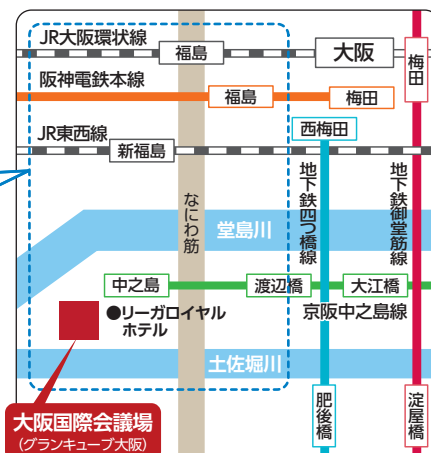 JR大阪環状線
福島
大阪
梅田
阪神電鉄本線
福島
梅田
JR東西線
新福島
西梅田
なにわ筋
地下鉄四つ橋線
地下鉄御堂筋線
堂島川
中之島
渡辺橋
大江橋
●リーガロイヤル
ホテル
京阪中之島線
土佐堀川
肥後橋
淀屋橋
大阪国際会議場
(グランキューブ大阪)